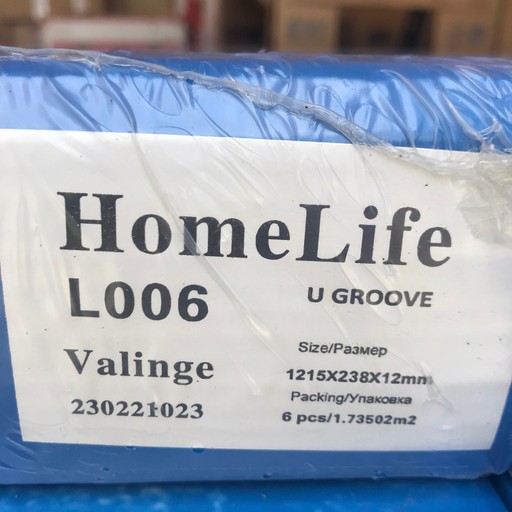 HomeLife
L006
U GROOVE
Valinge
230221023
Size/Размер
1215X238X12mm
Packing/Упаковка
6 pcs/1.73502m2